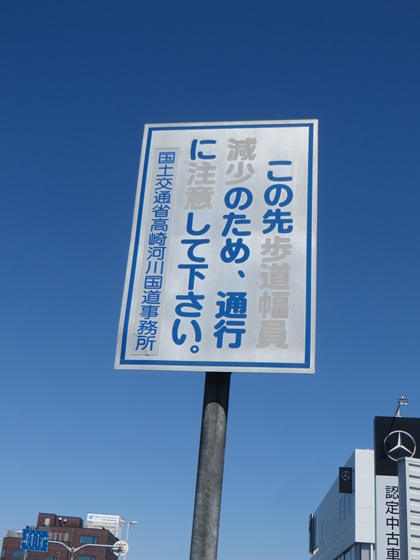 この先歩道幅員
減少のため、通行
に注意して下さい。
国土交通省高崎河川国道事務所
認定中古車